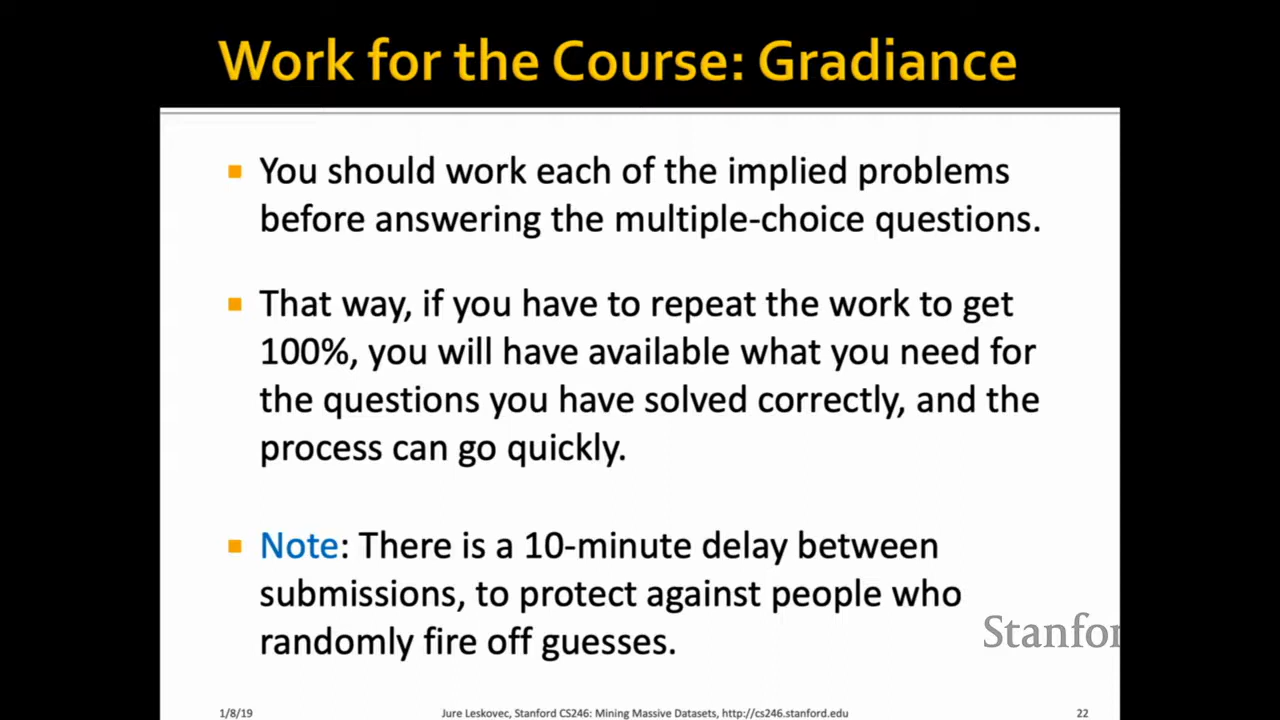 Work for the Course: Gradiance
You should work each of the implied problems
before answering the multiple-choice questions.
That way, if you have to repeat the work to get
100%, you will have available what you need for
the questions you have solved correctly, and the
process can go quickly.
Note: There is a 10-minute delay between
submissions, to protect against people who
randomly fire off guesses.
Stanfor
1/8/19 Jure Leskovec, Stanford CS246: Mining Massive Datasets, http://cs246.stanford.edu 22